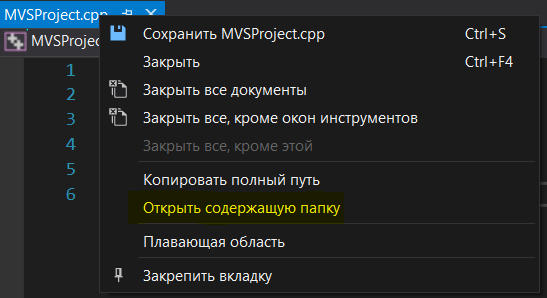 MVSProject.cpp
MVSProjec
1
2
3
4
5
6
Сохранить MVSProject.cpp Ctrl+S
Закрыть Ctrl+F4
Закрыть все документы
Закрыть все, кроме окон инструментов
Закрыть все, кроме этой
Копировать полный путь
Открыть содержащую папку
Плавающая область
Закрепить вкладку